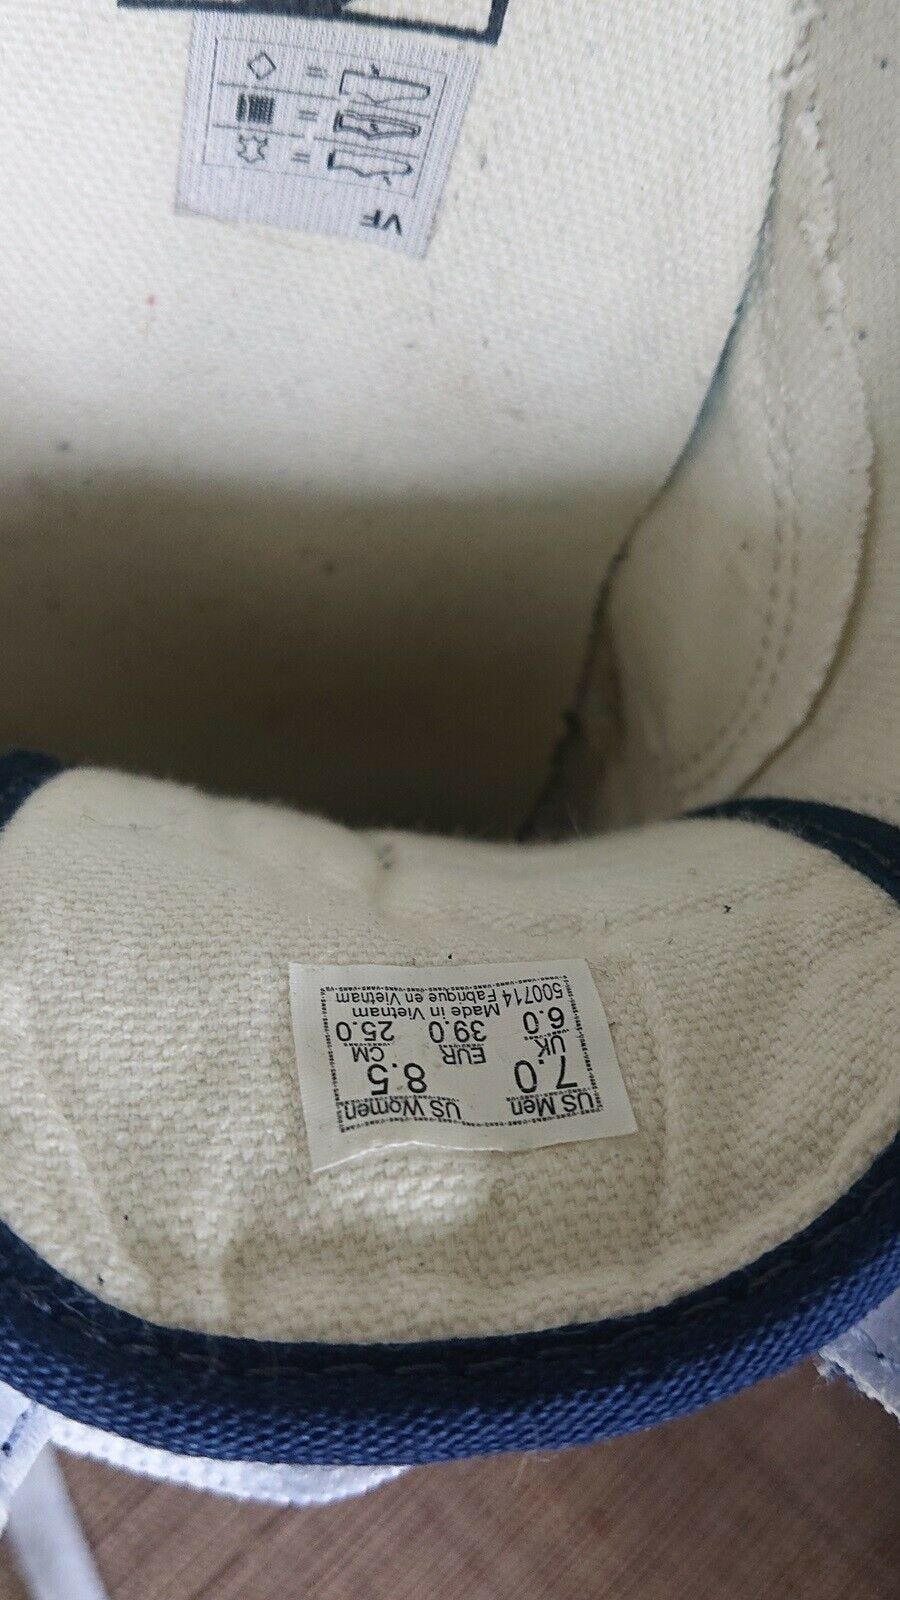 US Men US Women
7.0 8.5
UK EUR CM
6.0 39.0 25.0
Made in Vietnam
500714 Fabrique en Vietnam
VF
=
=
=